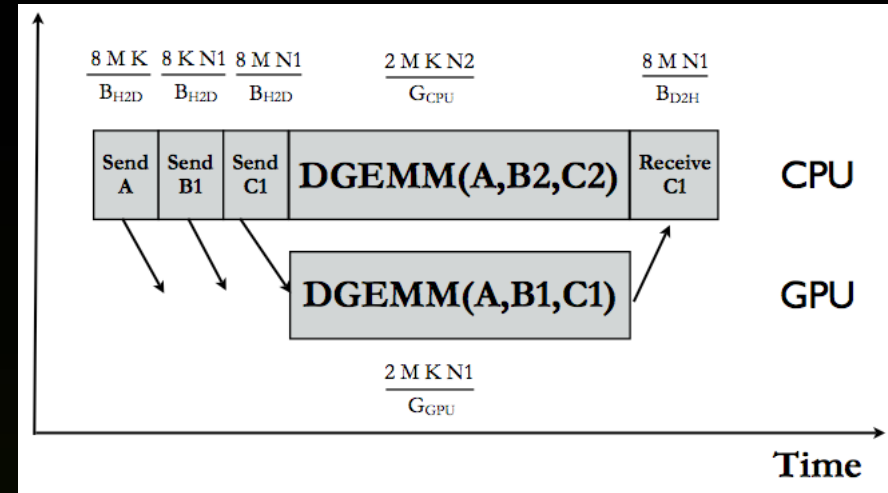 8 M K 8 K N1 8 M N1 2 M K N2 8 M N1
B_H2D B_H2D B_H2D G_CPU B_D2H
Send A
Send B1
Send C1
DGEMM(A,B2,C2)
Receive C1
CPU
DGEMM(A,B1,C1)
GPU
2 M K N1
G_GPU
Time